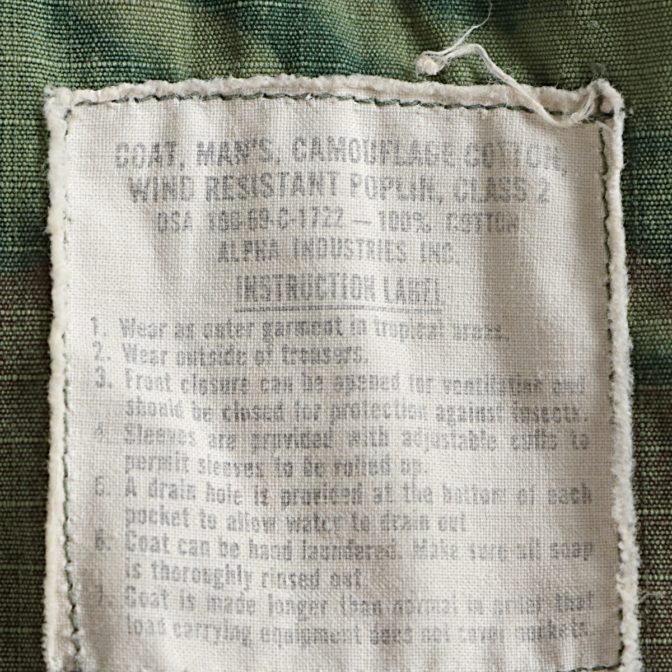 COAT, MAN'S, CAMOUFLAGE COTTON,
WIND RESISTANT POPLIN, CLASS 2
DSA 100-69-C-1722 — 100% COTTON
ALPHA INDUSTRIES INC.
INSTRUCTION LABEL
1. Wear as outer garment in tropical areas.
2. Wear outside of trousers.
3. Front closure can be opened for ventilation and
should be closed for protection against insects.
4. Sleeves are provided with adjustable cuffs to
permit sleeves to be rolled up.
5. A drain hole is provided at the bottom of each
pocket to allow water to drain out
6. Coat can be hand laundered. Make sure all soap
is thoroughly rinsed out.
7. Coat is made longer than normal in order that
load carrying equipment does not cover pockets.